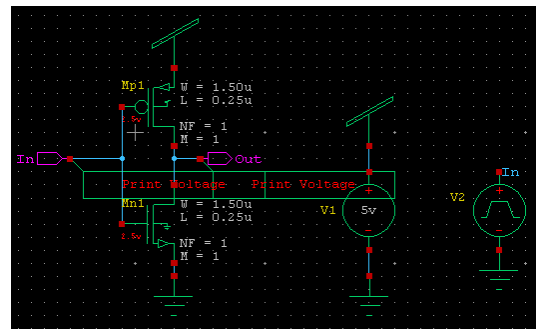 Mp1
W = 1.50u
L = 0.25u
5v
NF = 1
M = 1
In
Out
Print Voltage
Print Voltage
In
Mn1
W = 1.50u
L = 0.25u
2.5v
NF = 1
M = 1
V1
5v
V2